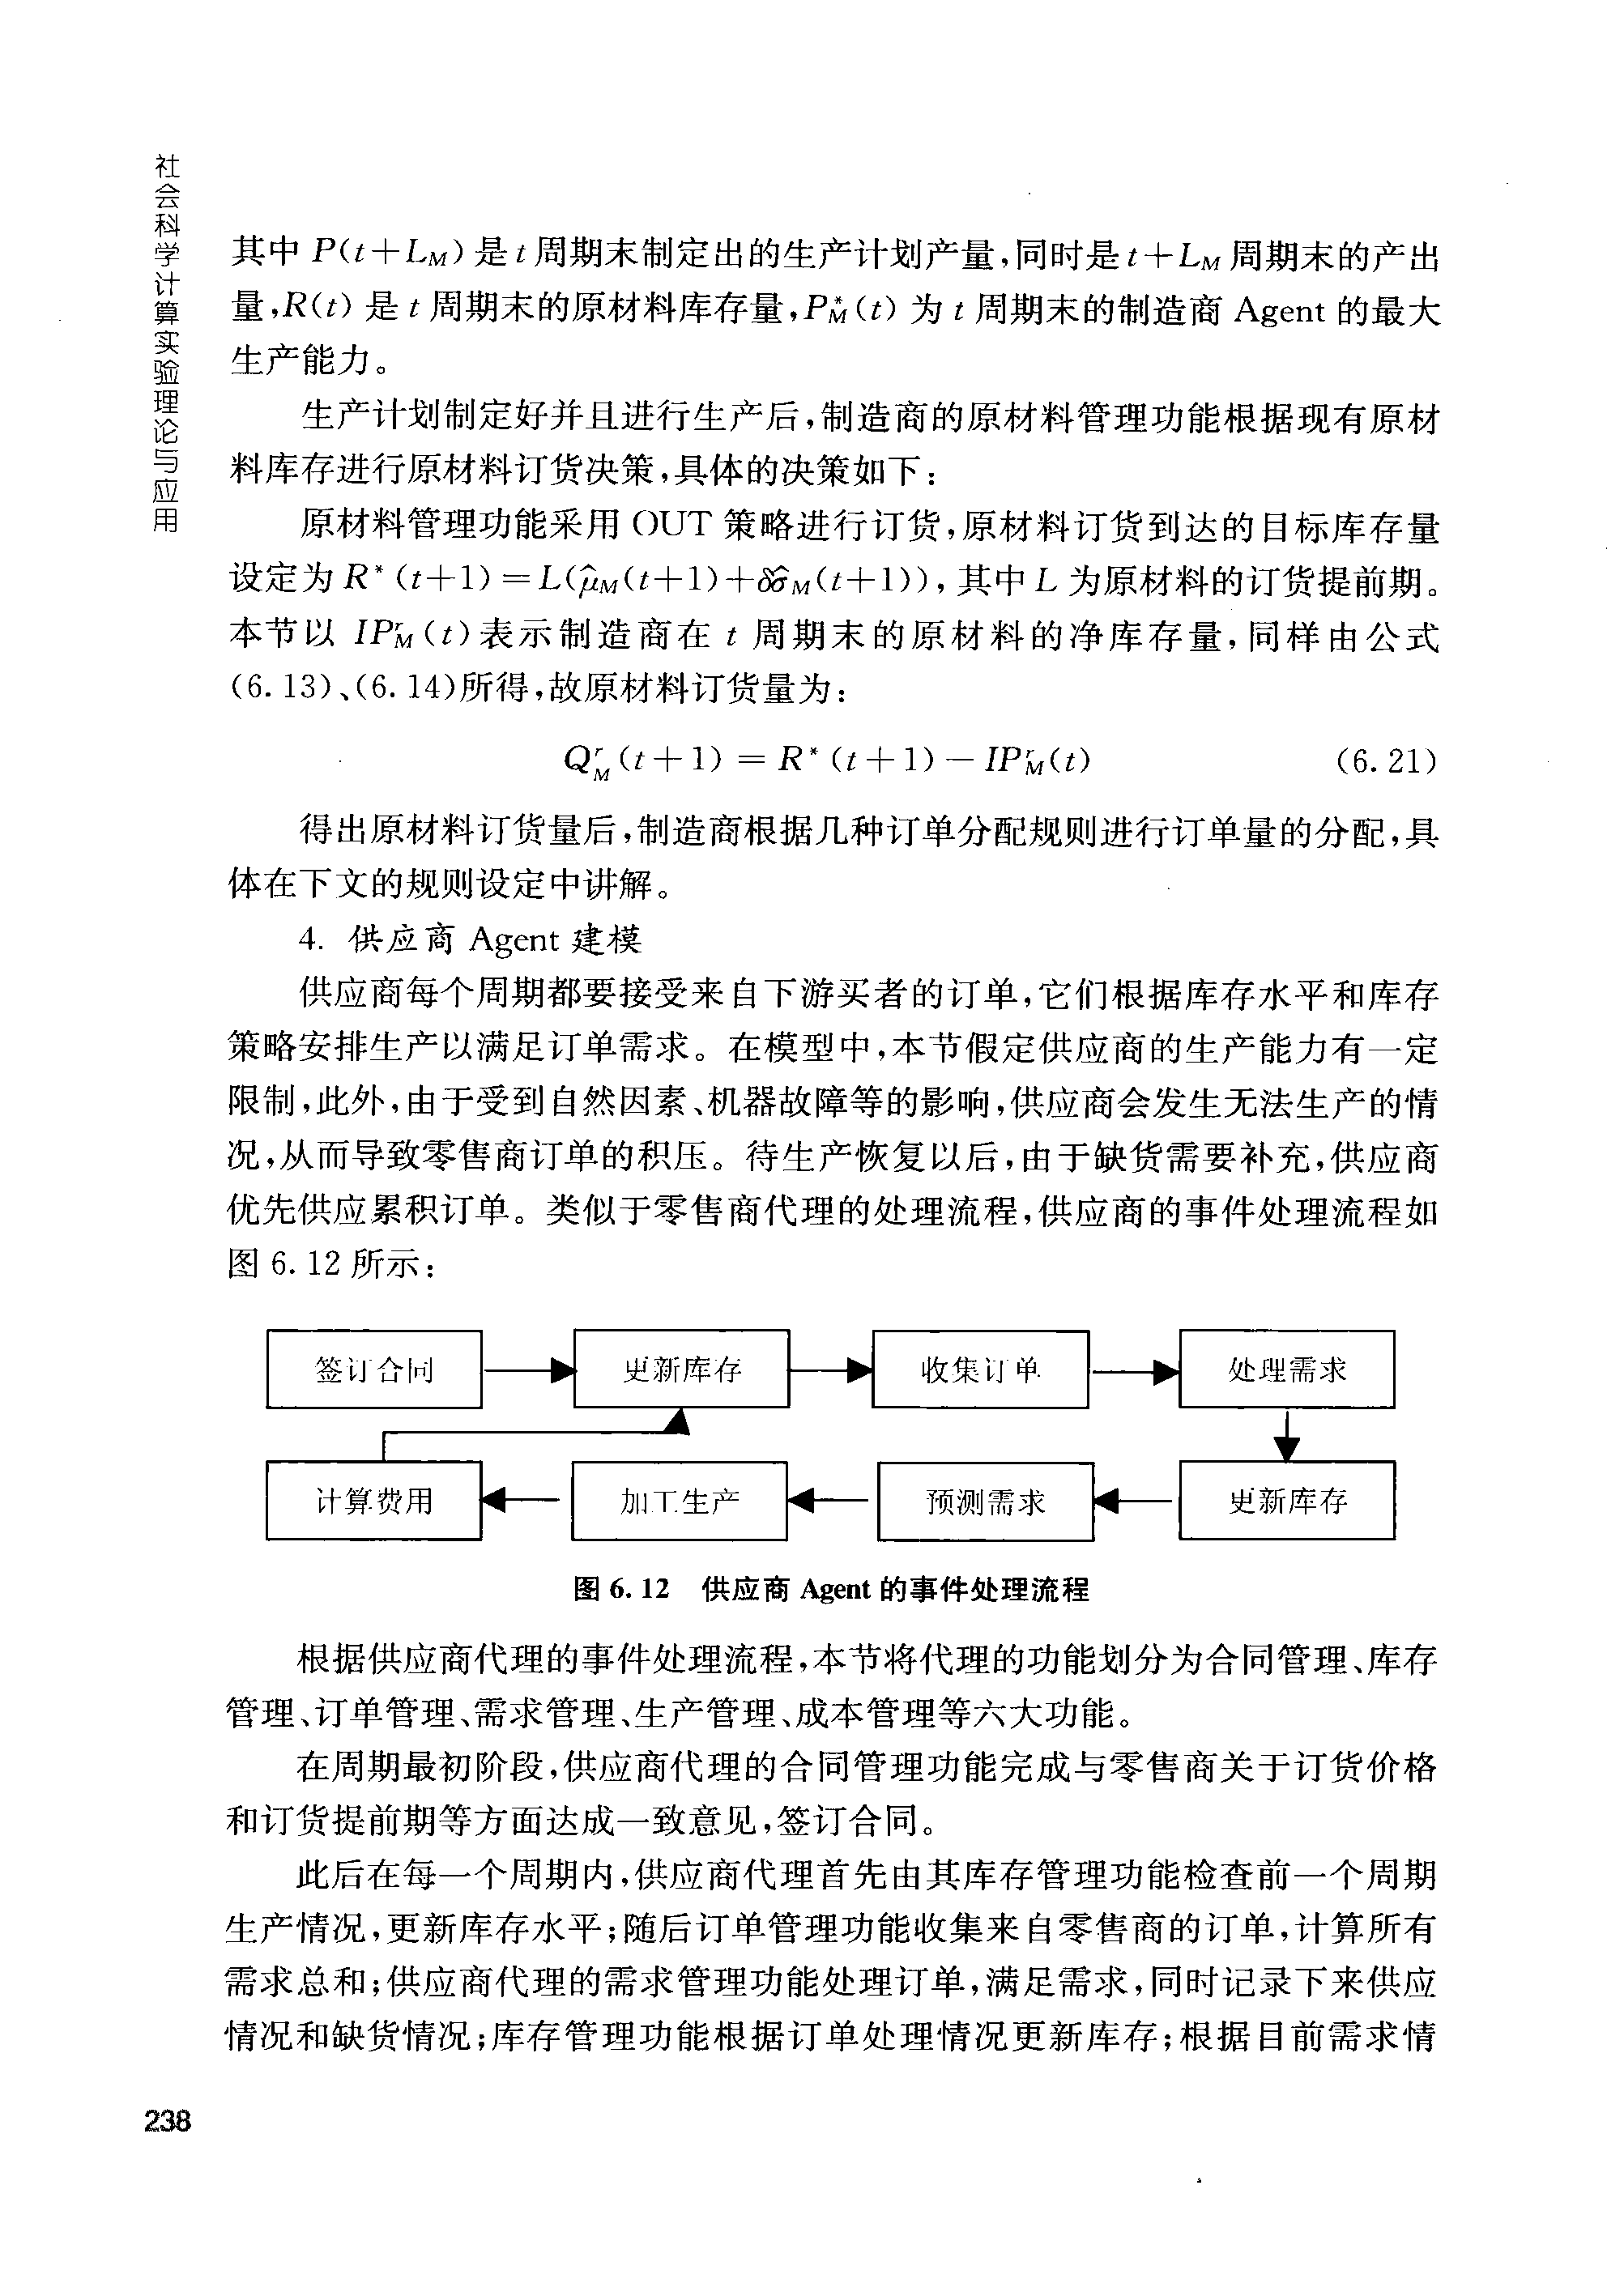 社会科学计算实验理论与应用
其中 P(t+L_M) 是 t 周期末制定出的生产计划产量,同时是 t+L_M 周期末的产出
量,R(t) 是 t 周期末的原材料库存量,P*_M(t) 为 t 周期末的制造商 Agent 的最大
生产能力。
生产计划制定好并且进行生产后,制造商的原材料管理功能根据现有原材
料库存进行原材料订货决策,具体的决策如下:
原材料管理功能采用 OUT 策略进行订货,原材料订货到达的目标库存量
设定为 R*(t+1)=L(μ̂_M(t+1)+δσ̂_M(t+1)),其中 L 为原材料的订货提前期。
本节以 IP^r_M(t)表示制造商在 t 周期末的原材料的净库存量,同样由公式
(6.13)、(6.14)所得,故原材料订货量为:
Q^r_M(t+1) = R*(t+1) − IP^r_M(t) (6.21)
得出原材料订货量后,制造商根据几种订单分配规则进行订单量的分配,具
体在下文的规则设定中讲解。
4. 供应商 Agent 建模
供应商每个周期都要接受来自下游买者的订单,它们根据库存水平和库存
策略安排生产以满足订单需求。在模型中,本节假定供应商的生产能力有一定
限制,此外,由于受到自然因素、机器故障等的影响,供应商会发生无法生产的情
况,从而导致零售商订单的积压。待生产恢复以后,由于缺货需要补充,供应商
优先供应累积订单。类似于零售商代理的处理流程,供应商的事件处理流程如
图 6.12 所示:
签订合同 更新库存 收集订单 处理需求
计算费用 加工生产 预测需求 更新库存
图 6.12 供应商 Agent 的事件处理流程
根据供应商代理的事件处理流程,本节将代理的功能划分为合同管理、库存
管理、订单管理、需求管理、生产管理、成本管理等六大功能。
在周期最初阶段,供应商代理的合同管理功能完成与零售商关于订货价格
和订货提前期等方面达成一致意见,签订合同。
此后在每一个周期内,供应商代理首先由其库存管理功能检查前一个周期
生产情况,更新库存水平;随后订单管理功能收集来自零售商的订单,计算所有
需求总和;供应商代理的需求管理功能处理订单,满足需求,同时记录下来供应
情况和缺货情况;库存管理功能根据订单处理情况更新库存;根据目前需求情
238